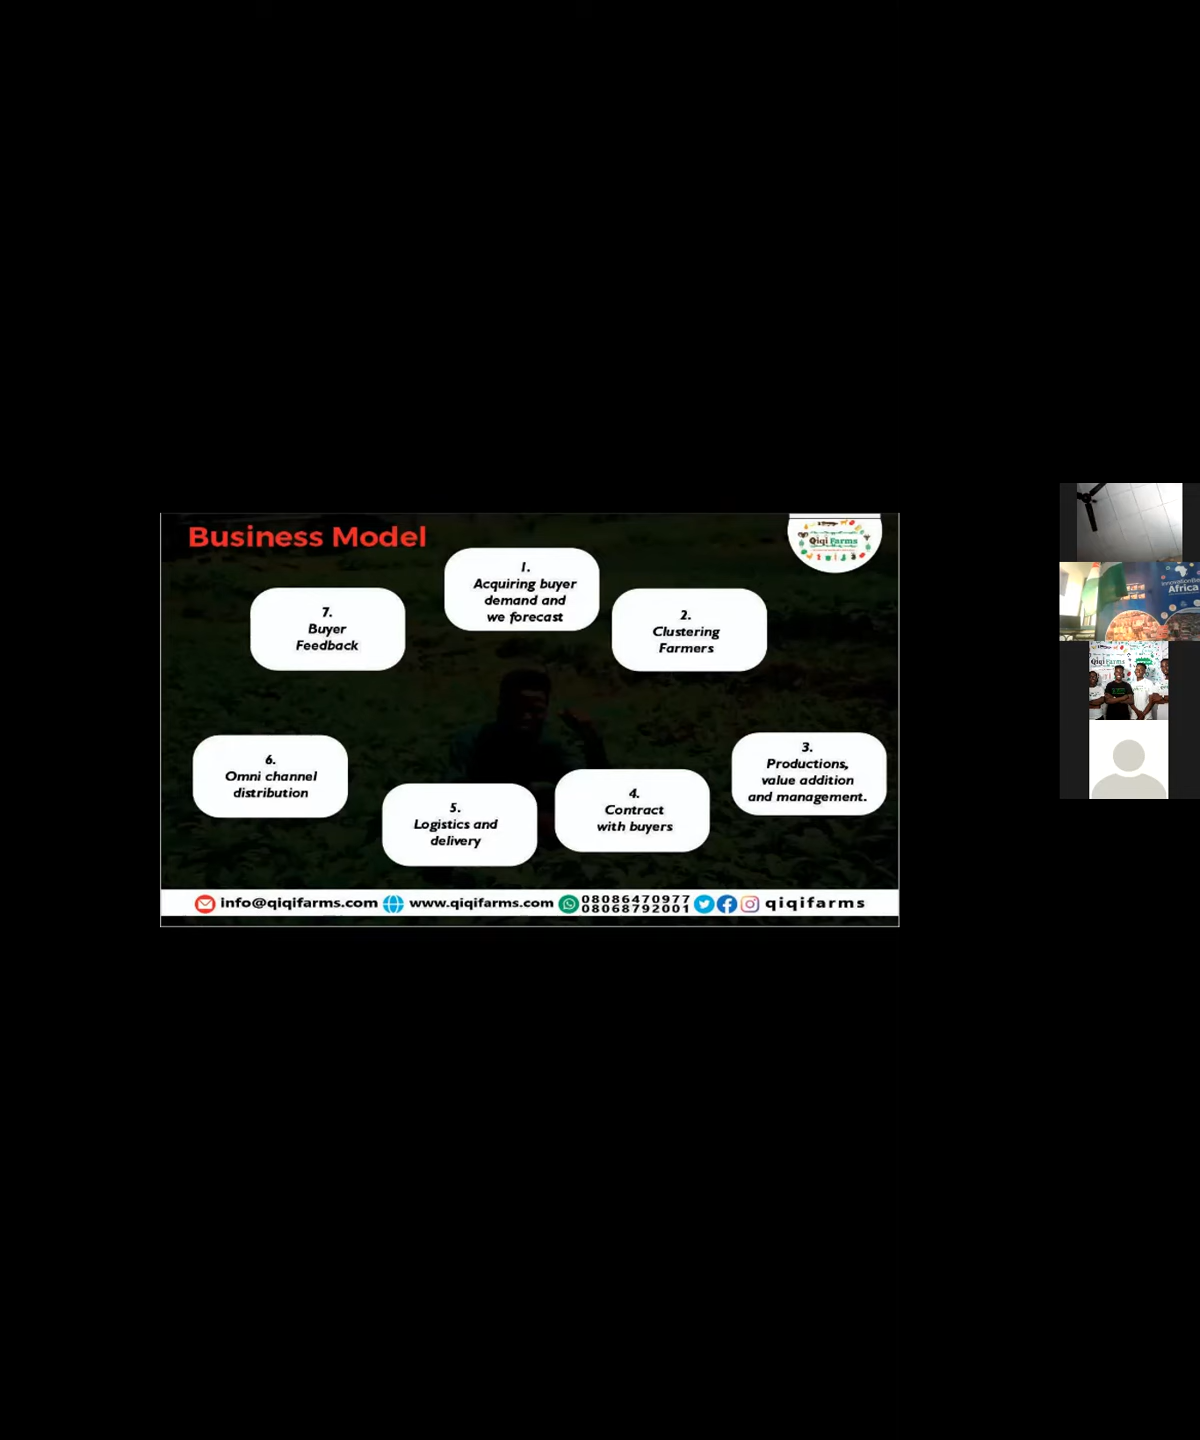 Business Model
Qiqi Farms
1.
Acquiring buyer
demand and
we forecast
2.
Clustering
Farmers
3.
Productions,
value addition
and management.
4.
Contract
with buyers
5.
Logistics and
delivery
6.
Omni channel
distribution
7.
Buyer
Feedback
info@qiqifarms.com www.qiqifarms.com 08086470977
08068792001 qiqifarms
Africa
Qiqi Farms